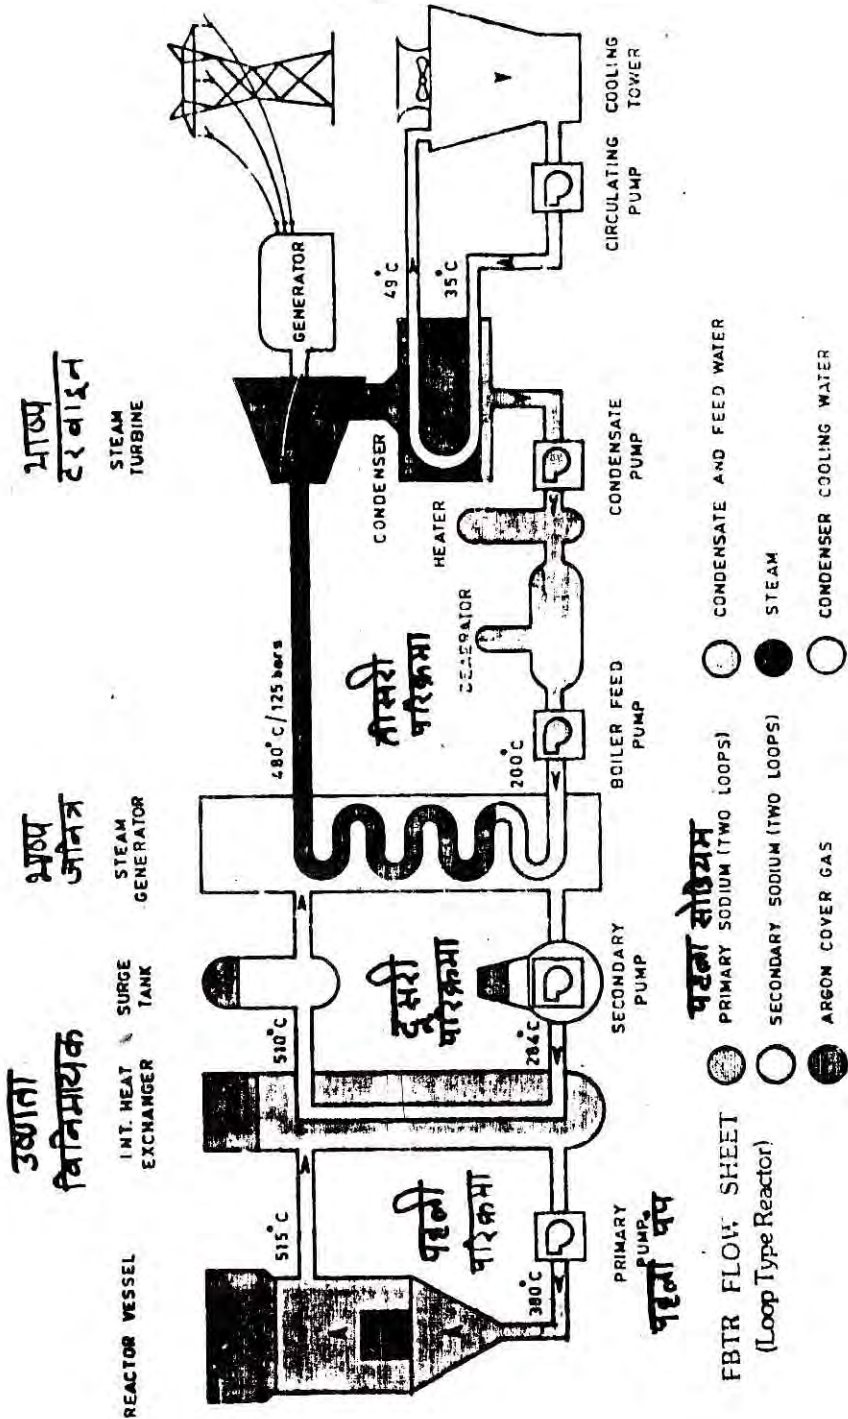 उष्णता
विनिमायक
भाष्प
जनित्र
भाष्प
टरबाइन
REACTOR VESSEL
INT. HEAT
EXCHANGER
SURGE
TANK
STEAM
GENERATOR
STEAM
TURBINE
515°C
510°C
480°C/125 bars
GENERATOR
पहली
परिक्रमा
दूसरी
परिक्रमा
तीसरी
परिक्रमा
CONDENSER
49°C
35°C
HEATER
DEAERATOR
380°C
284°C
200°C
PRIMARY
PUMP
पहला पंप
SECONDARY
PUMP
BOILER FEED
PUMP
CONDENSATE
PUMP
CIRCULATING
PUMP
COOLING
TOWER
FBTR FLOW SHEET
(Loop Type Reactor)
पहला सोडियम
PRIMARY SODIUM (TWO LOOPS)
SECONDARY SODIUM (TWO LOOPS)
ARGON COVER GAS
CONDENSATE AND FEED WATER
STEAM
CONDENSER COOLING WATER